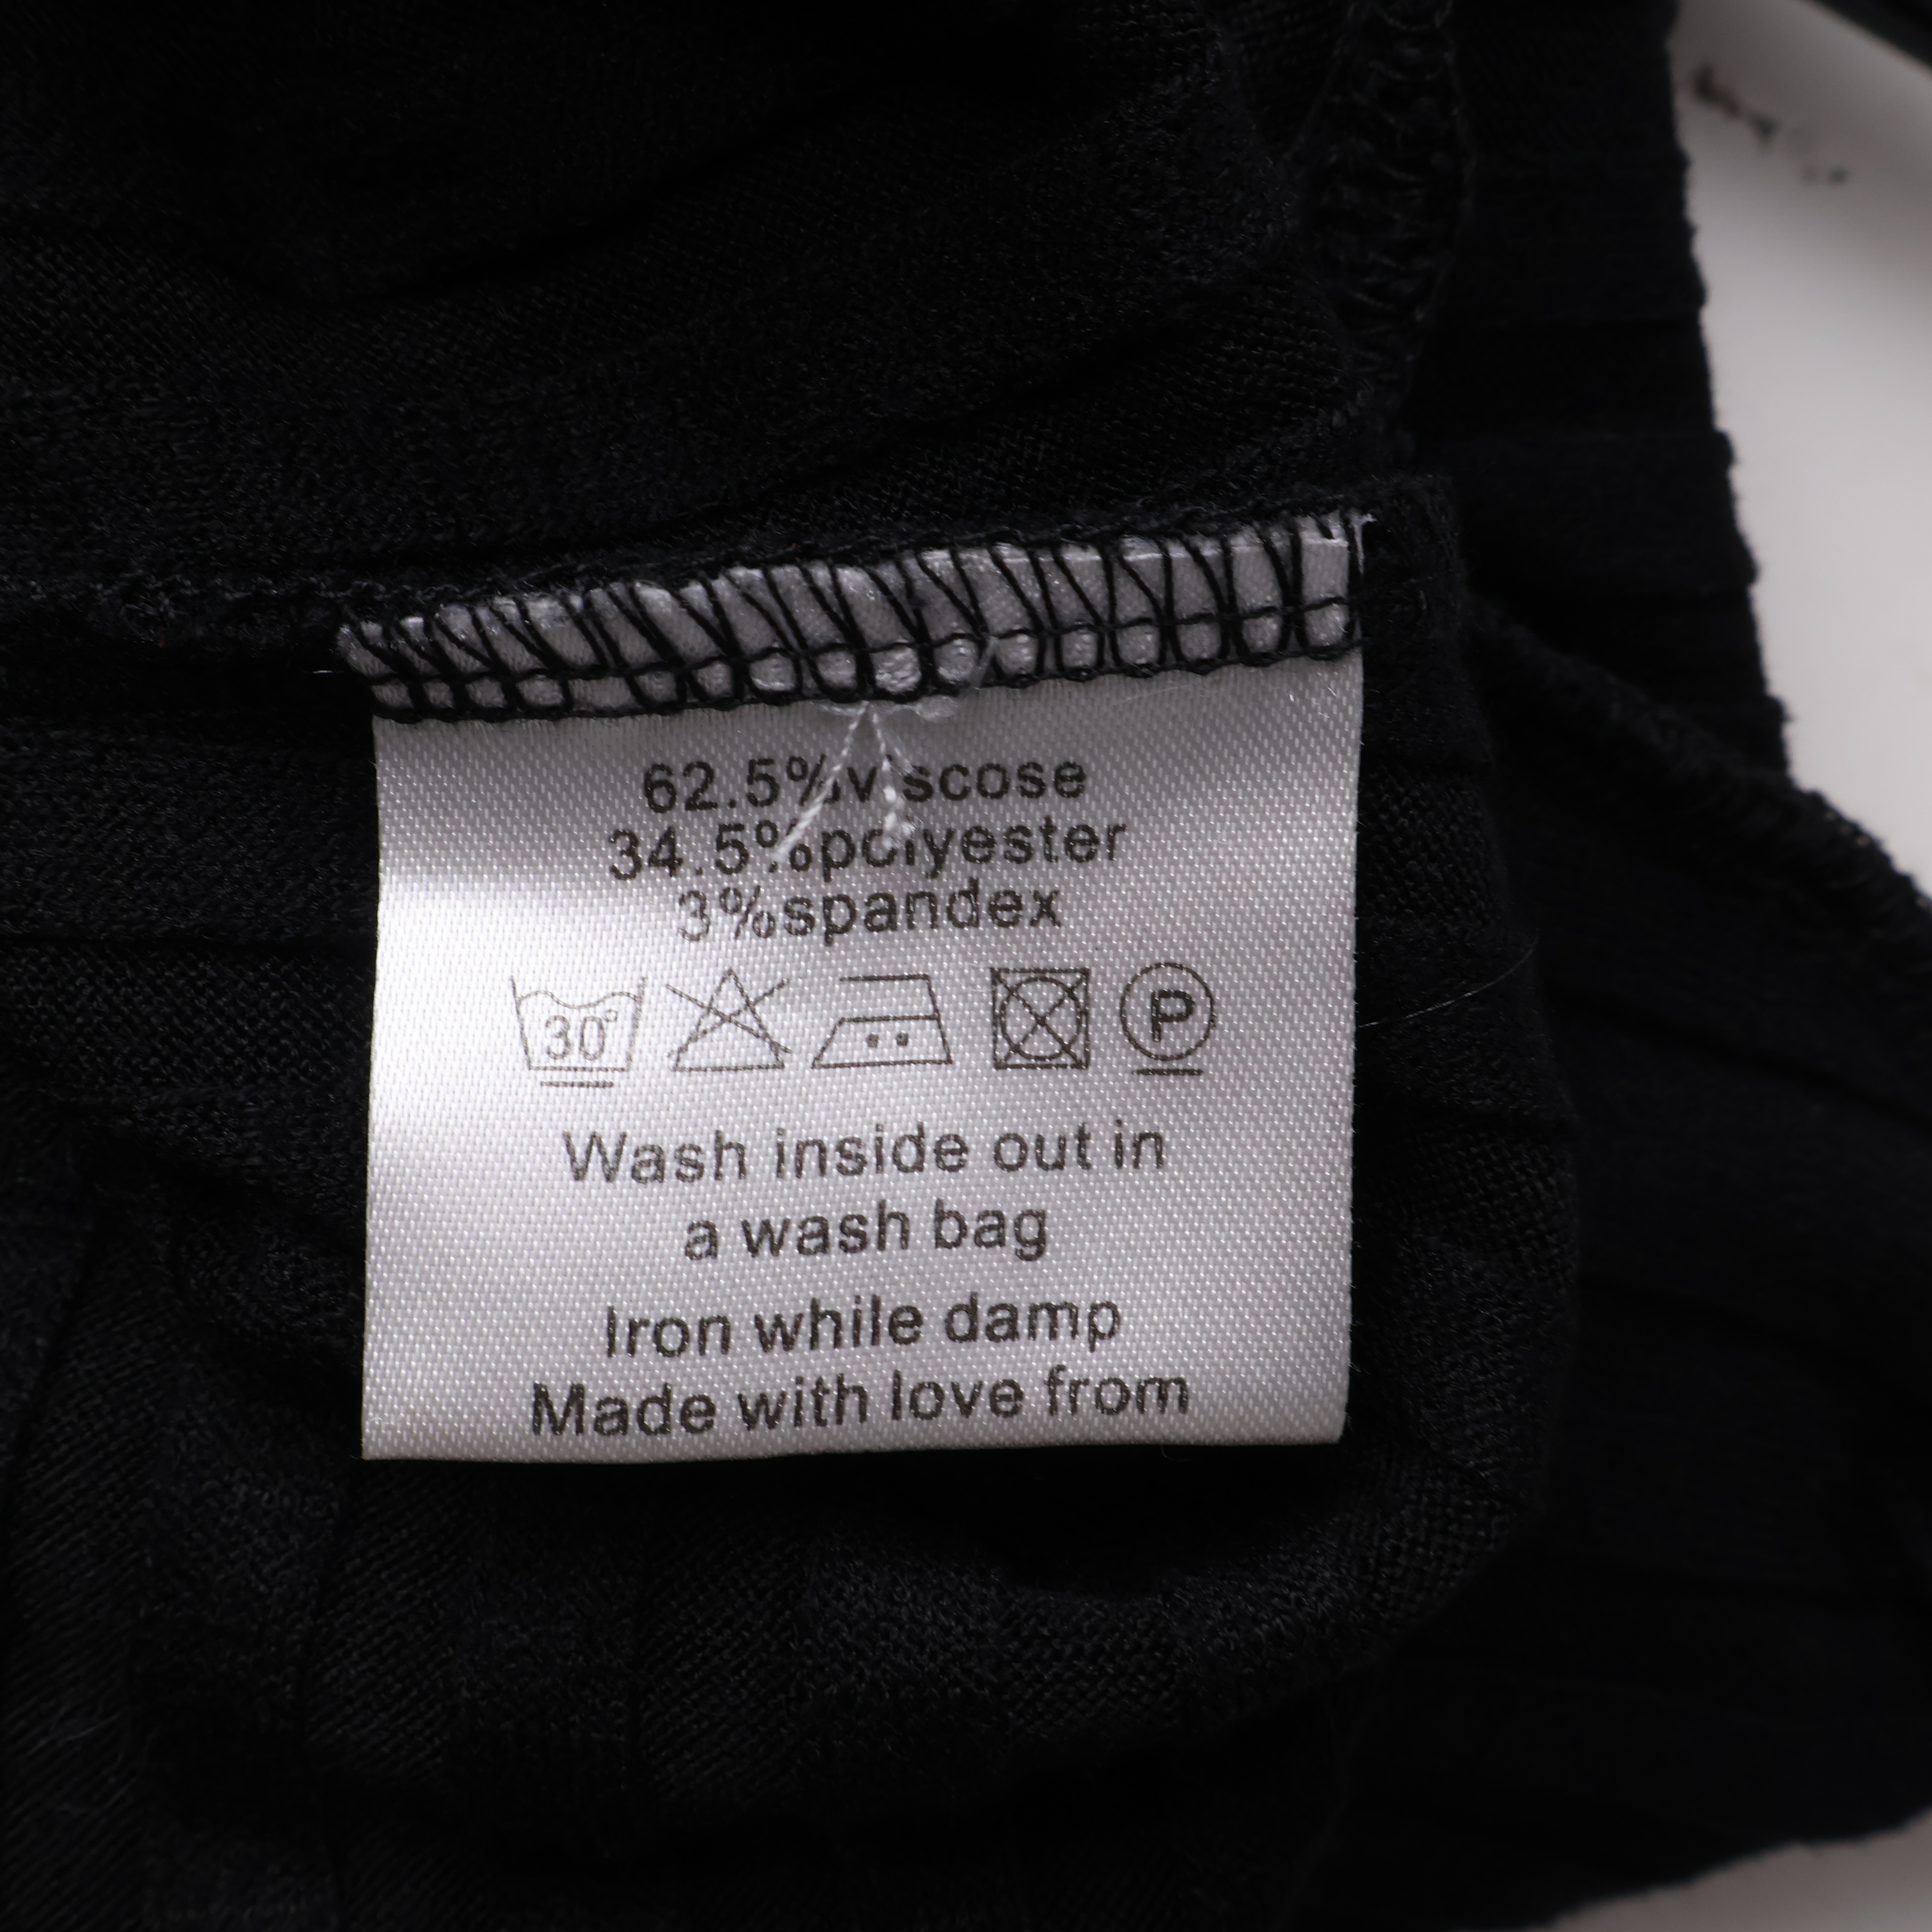 62.5%viscose
34.5%polyester
3%spandex
30°
P
Wash inside out in
a wash bag
Iron while damp
Made with love from